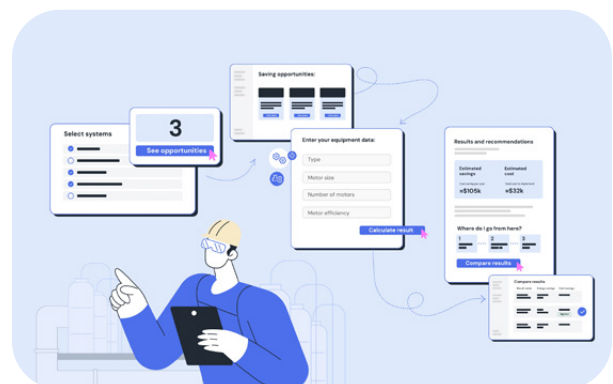 Select systems
3
See opportunities
Saving opportunities:
Enter your equipment data:
Type
Motor size
Number of motors
Motor efficiency
Calculate result
Results and recommendations
Estimated savings
Estimated cost
≈$105k
≈$32k
Where do I go from here?
1 2 3
Compare results
Compare results